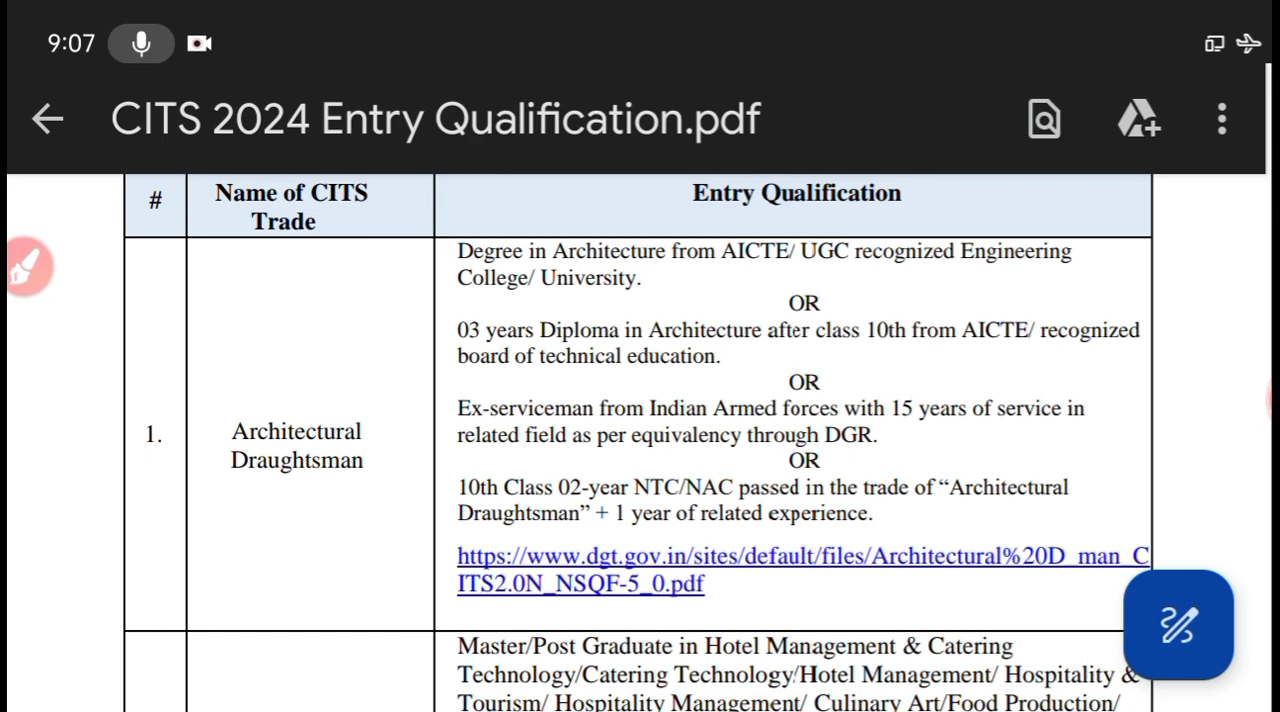 9:07
CITS 2024 Entry Qualification.pdf
# Name of CITS Trade Entry Qualification
Degree in Architecture from AICTE/ UGC recognized Engineering
College/ University.
OR
03 years Diploma in Architecture after class 10th from AICTE/ recognized
board of technical education.
OR
Ex-serviceman from Indian Armed forces with 15 years of service in
related field as per equivalency through DGR.
1. Architectural
Draughtsman
OR
10th Class 02-year NTC/NAC passed in the trade of “Architectural
Draughtsman” + 1 year of related experience.
https://www.dgt.gov.in/sites/default/files/Architectural%20D_man_C
ITS2.0N_NSQF-5_0.pdf
Master/Post Graduate in Hotel Management & Catering
Technology/Catering Technology/Hotel Management/ Hospitality &
Tourism/ Hospitality Management/ Culinary Art/Food Production/